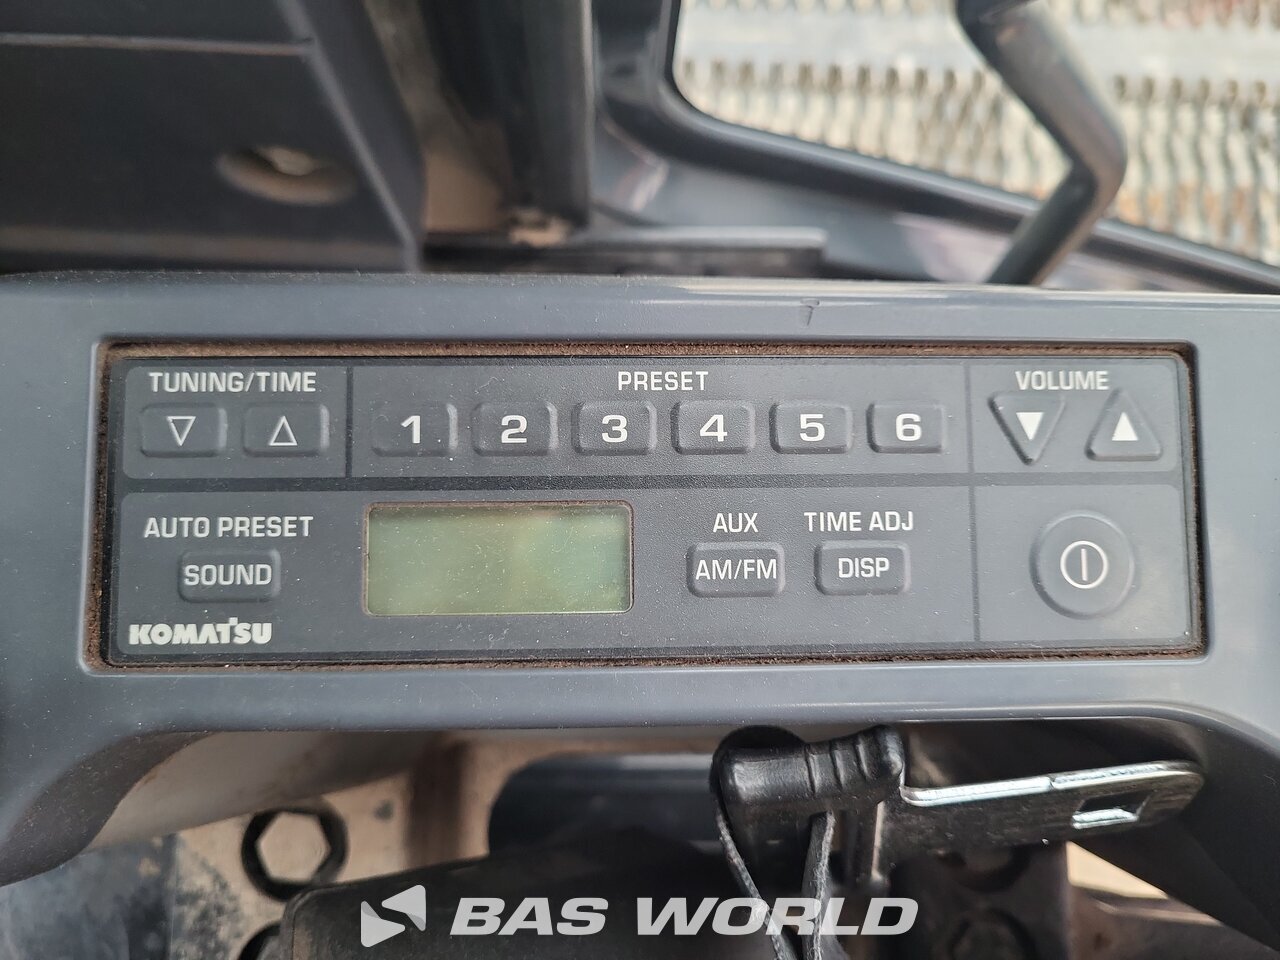 TUNING/TIME
PRESET
VOLUME
1 2 3 4 5 6
AUTO PRESET
SOUND
AUX
AM/FM
TIME ADJ
DISP
KOMATSU
BAS WORLD